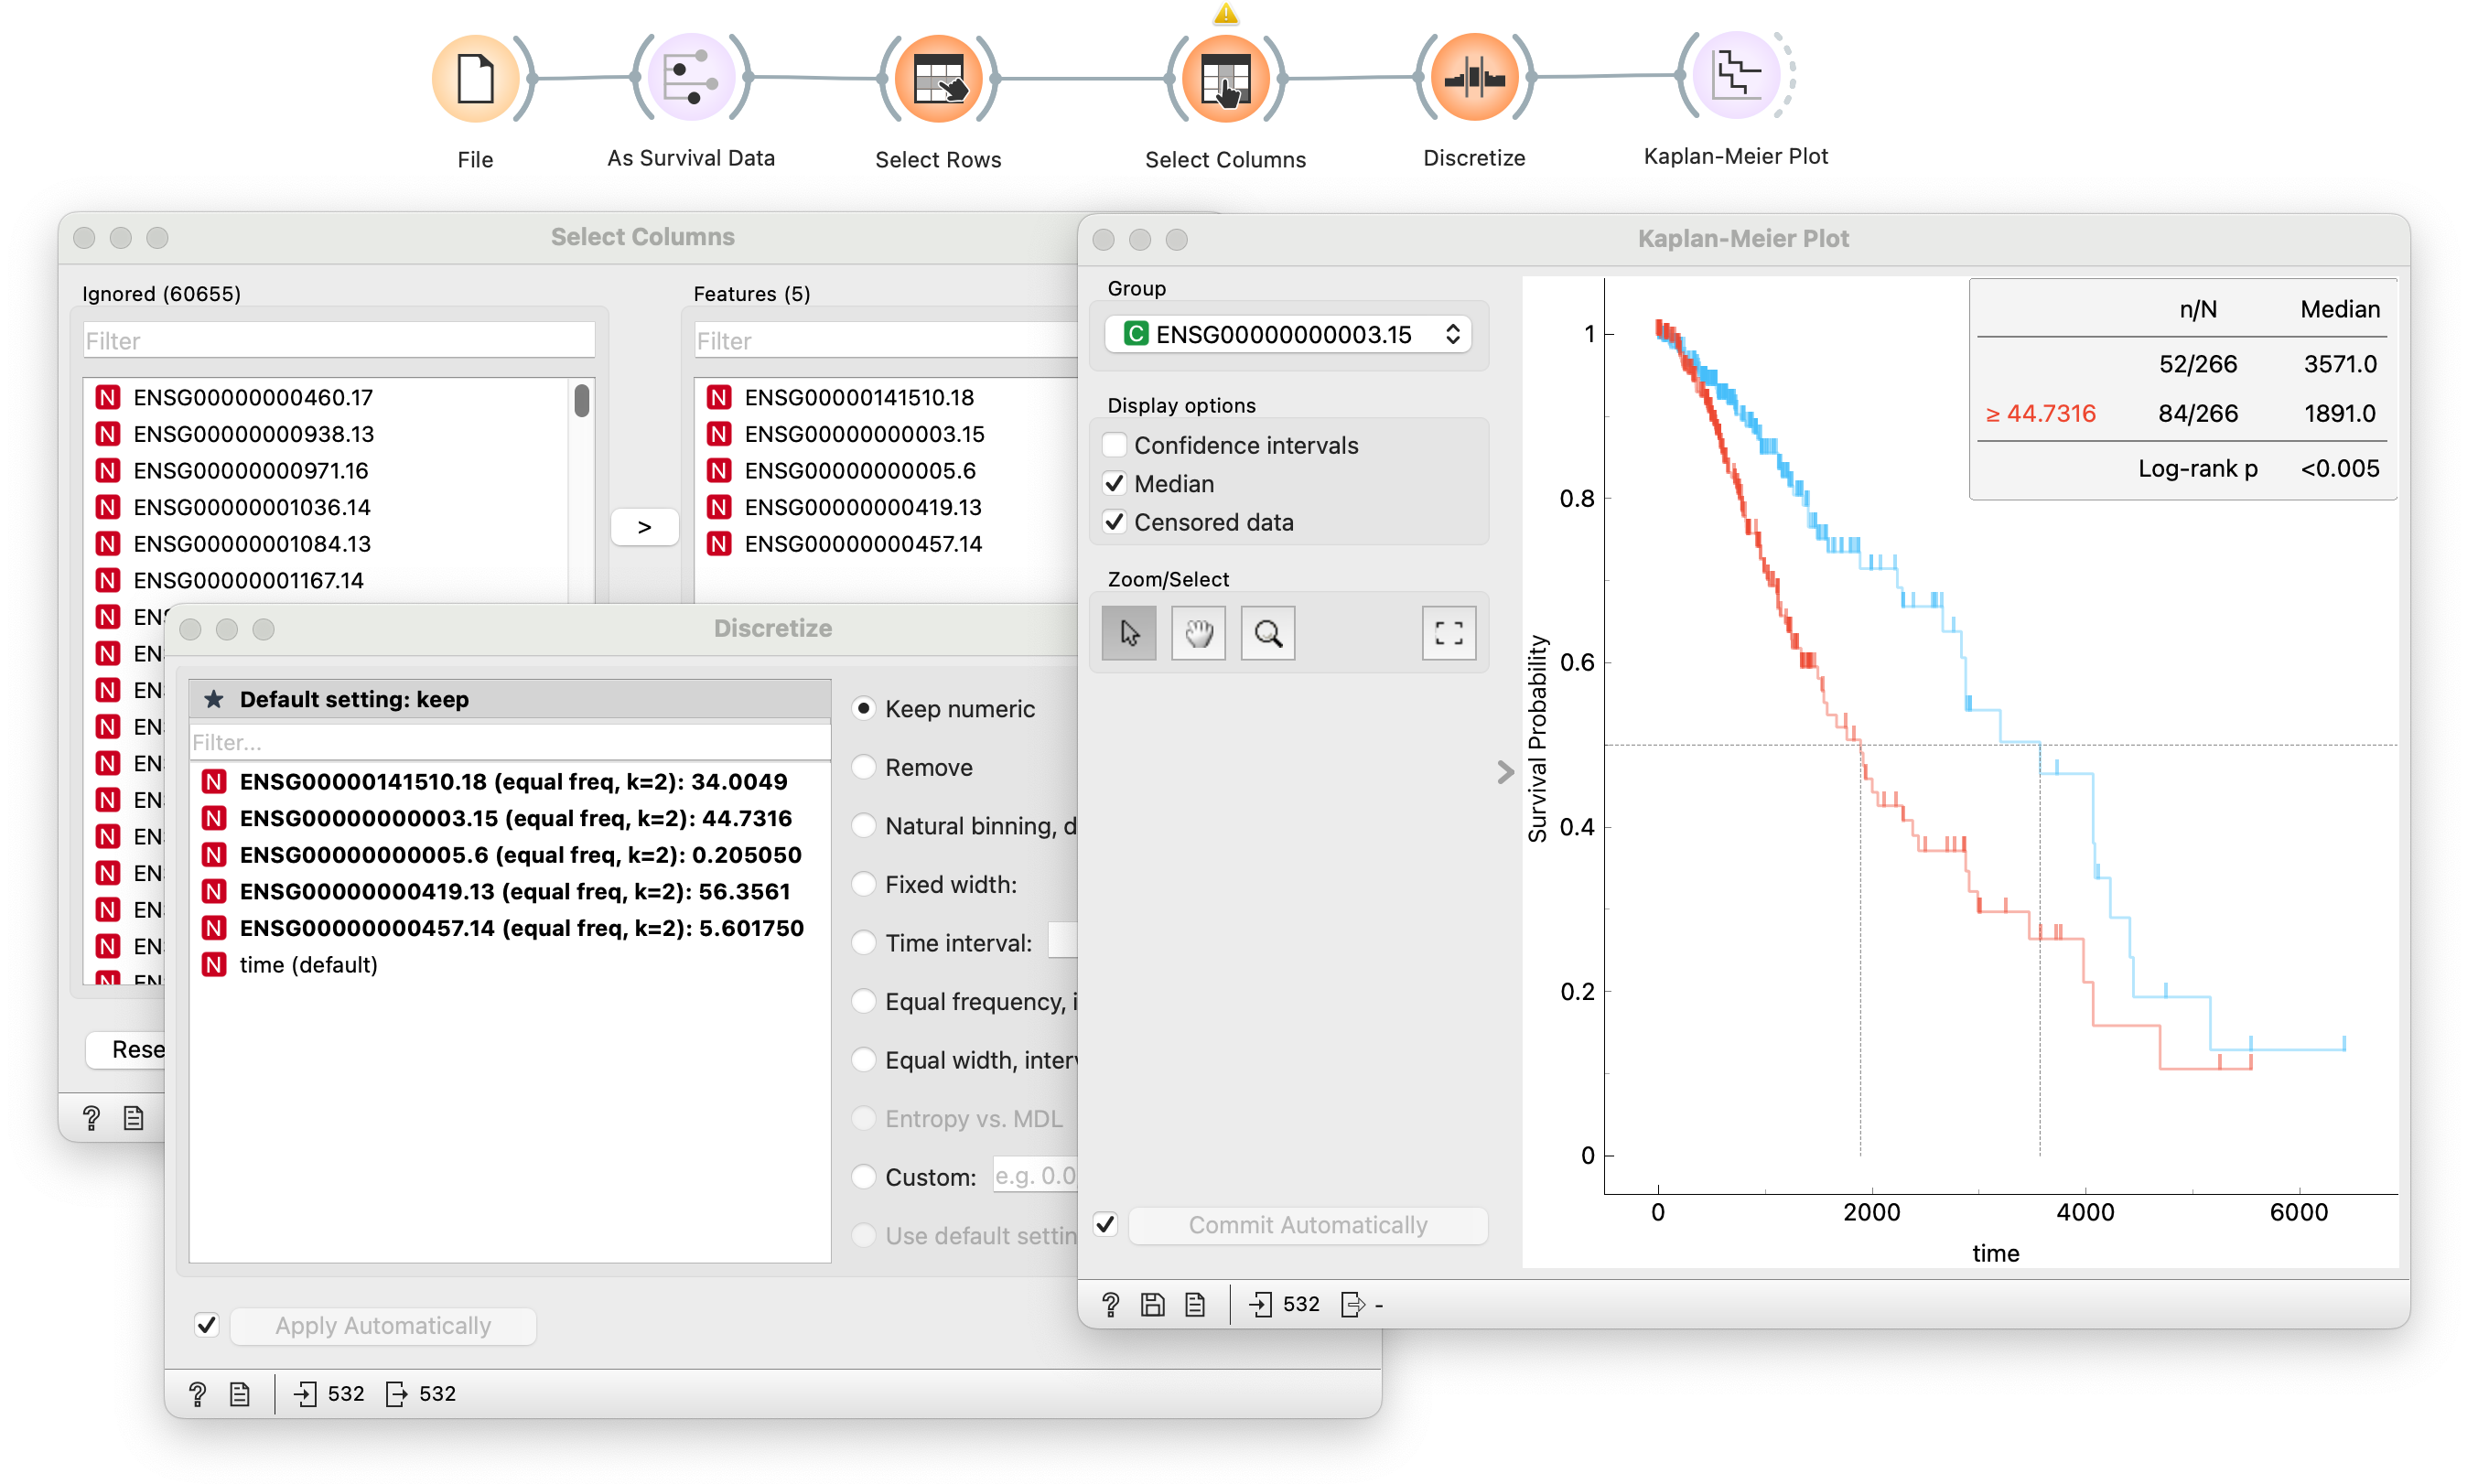 File
As Survival Data
Select Rows
Select Columns
Discretize
Kaplan-Meier Plot
Select Columns
Ignored (60655)
Filter
N ENSG00000000460.17
N ENSG00000000938.13
N ENSG00000000971.16
N ENSG00000001036.14
N ENSG00000001084.13
N ENSG00000001167.14
N ENS
N EN
N EN
N EN
N EN
N EN
N EN
N EN
N EN
N EN
N EN
>
Features (5)
Filter
N ENSG00000141510.18
N ENSG00000000003.15
N ENSG00000000005.6
N ENSG00000000419.13
N ENSG00000000457.14
Rese
?
Discretize
★ Default setting: keep
Filter...
N ENSG00000141510.18 (equal freq, k=2): 34.0049
N ENSG00000000003.15 (equal freq, k=2): 44.7316
N ENSG00000000005.6 (equal freq, k=2): 0.205050
N ENSG00000000419.13 (equal freq, k=2): 56.3561
N ENSG00000000457.14 (equal freq, k=2): 5.601750
N time (default)
Keep numeric
Remove
Natural binning, d
Fixed width:
Time interval:
Equal frequency, i
Equal width, interv
Entropy vs. MDL
Custom: e.g. 0.0
Use default settin
Apply Automatically
? 532 532
Kaplan-Meier Plot
Group
C ENSG00000000003.15
Display options
Confidence intervals
Median
Censored data
Zoom/Select
Commit Automatically
? 532 -
n/N Median
52/266 3571.0
≥ 44.7316 84/266 1891.0
Log-rank p <0.005
Survival Probability
1
0.8
0.6
0.4
0.2
0
0 2000 4000 6000
time